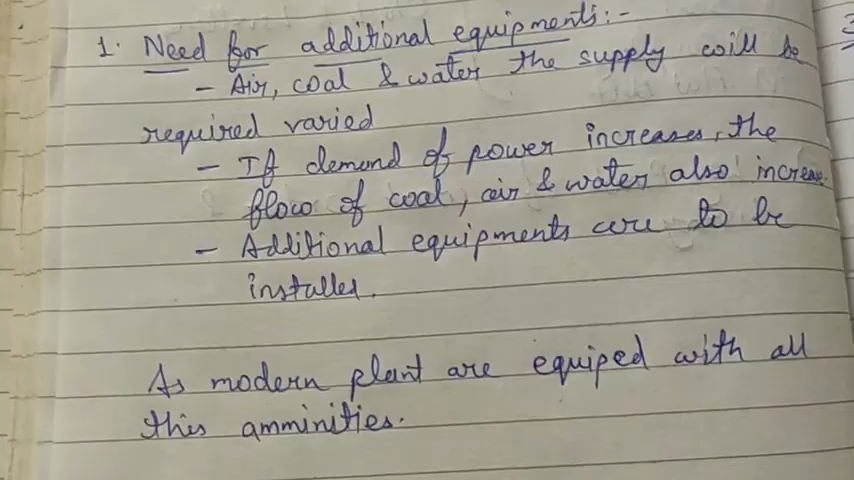 1. Need for additional equipments:-
- Air, coal & water the supply will be
required varied
- If demand of power increases, the
flow of coal, air & water also increase.
- Additional equipments are to be
installed.
As modern plant are equiped with all
this amminities.